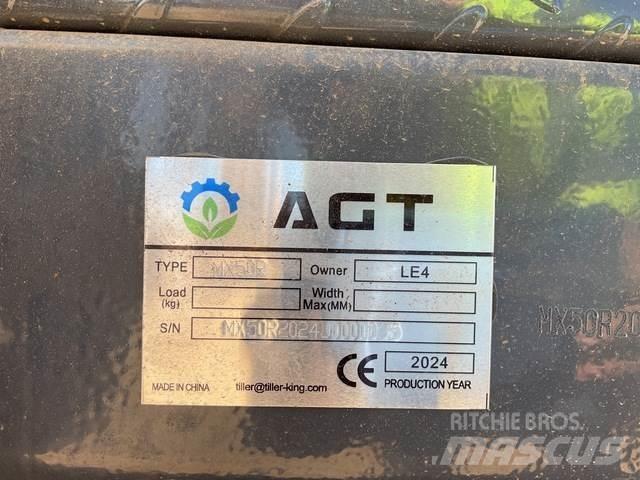 AGT
TYPE MX50R Owner LE4
Load (kg) Width Max(MM)
S/N
CE 2024
MADE IN CHINA tiller@tiller-king.com PRODUCTION YEAR
MX50R20
RITCHIE BROS.
MASCUS